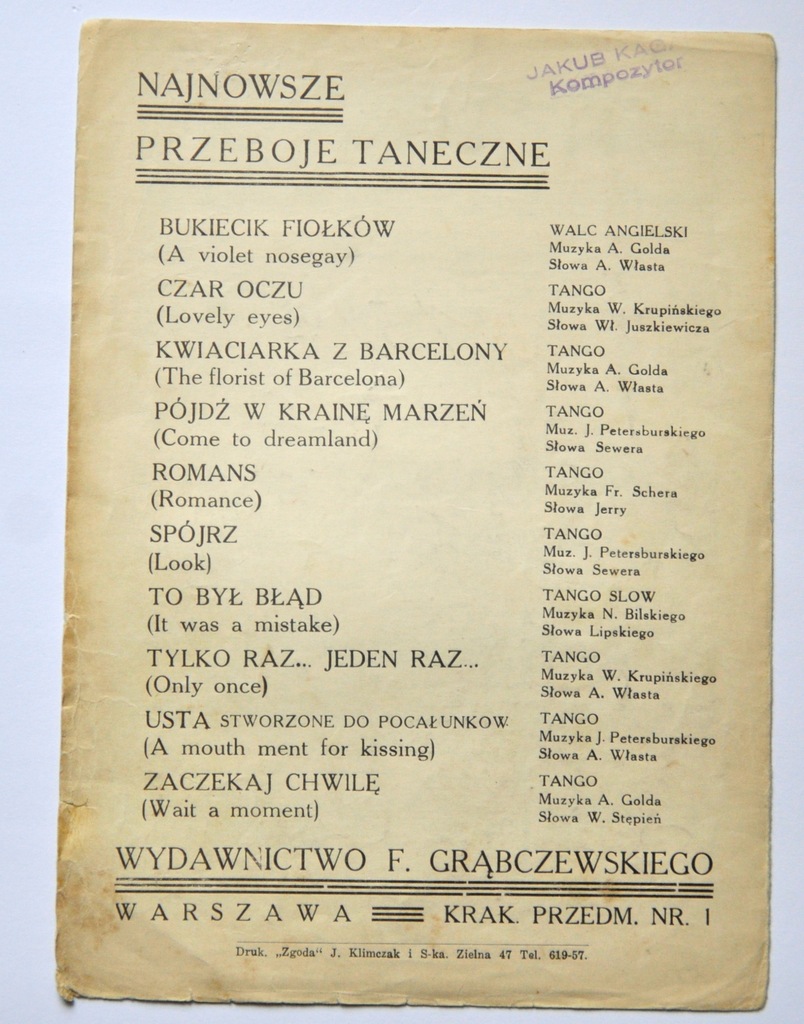 JAKUB KAG.
Kompozytor
NAJNOWSZE
PRZEBOJE TANECZNE
BUKIECIK FIOŁKÓW
(A violet nosegay)
WALC ANGIELSKI
Muzyka A. Golda
Słowa A. Własta
CZAR OCZU
(Lovely eyes)
TANGO
Muzyka W. Krupińskiego
Słowa Wł. Juszkiewicza
KWIACIARKA Z BARCELONY
(The florist of Barcelona)
TANGO
Muzyka A. Golda
Słowa A. Własta
PÓJDŹ W KRAINĘ MARZEŃ
(Come to dreamland)
TANGO
Muz. J. Petersburskiego
Słowa Sewera
ROMANS
(Romance)
TANGO
Muzyka Fr. Schera
Słowa Jerry
SPÓJRZ
(Look)
TANGO
Muz. J. Petersburskiego
Słowa Sewera
TO BYŁ BŁĄD
(It was a mistake)
TANGO SLOW
Muzyka N. Bilskiego
Słowa Lipskiego
TYLKO RAZ... JEDEN RAZ...
(Only once)
TANGO
Muzyka W. Krupińskiego
Słowa A. Własta
USTA STWORZONE DO POCAŁUNKOW
(A mouth ment for kissing)
TANGO
Muzyka J. Petersburskiego
Słowa A. Własta
ZACZEKAJ CHWILĘ
(Wait a moment)
TANGO
Muzyka A. Golda
Słowa W. Stępień
WYDAWNICTWO F. GRĄBCZEWSKIEGO
WARSZAWA KRAK. PRZEDM. NR. 1
Druk. „Zgoda“ J. Klimczak i S-ka. Zielna 47 Tel. 619-57.